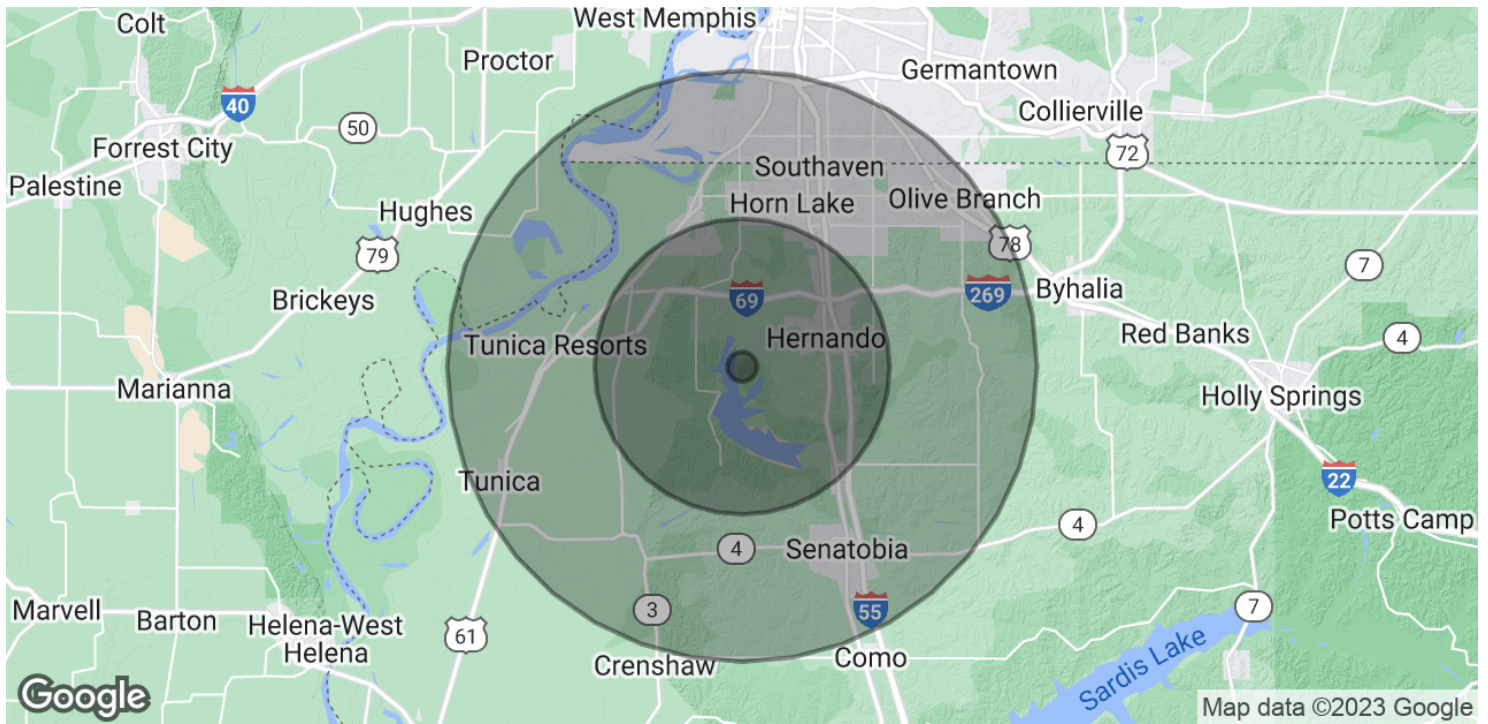 West Memphis
Colt
Proctor
Germantown
40
Collierville
50
Forrest City
72
Southaven
Palestine
Olive Branch
Horn Lake
Hughes
78
79
7
Brickeys
69
269
Byhalia
Red Banks
4
Hernando
Tunica Resorts
Marianna
Holly Springs
Tunica
22
Potts Camp
4
4
Senatobia
Marvell
Barton
3
55
7
Helena-West
Helena
61
Crenshaw
Como
Sardis Lake
Google
Map data ©2023 Google